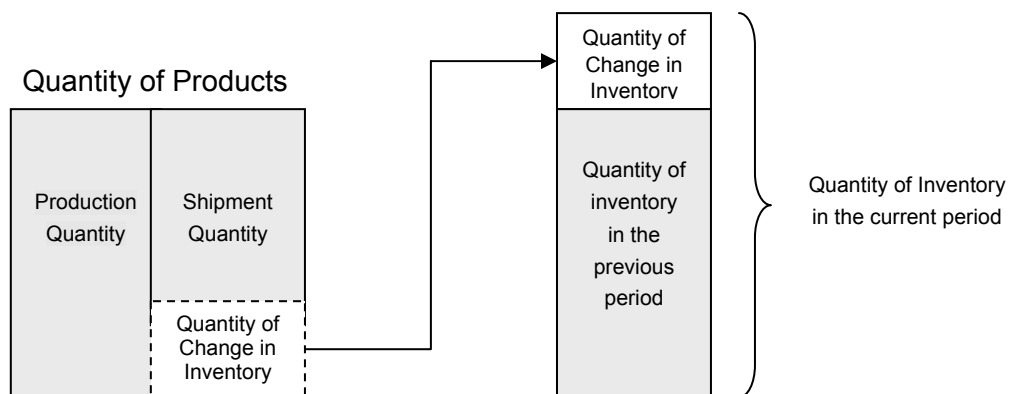 Quantity of Products
Production
Quantity
Shipment
Quantity
Quantity of
Change in
Inventory
Quantity of
Change in
Inventory
Quantity of
inventory
in the
previous
period
Quantity of Inventory
in the current period